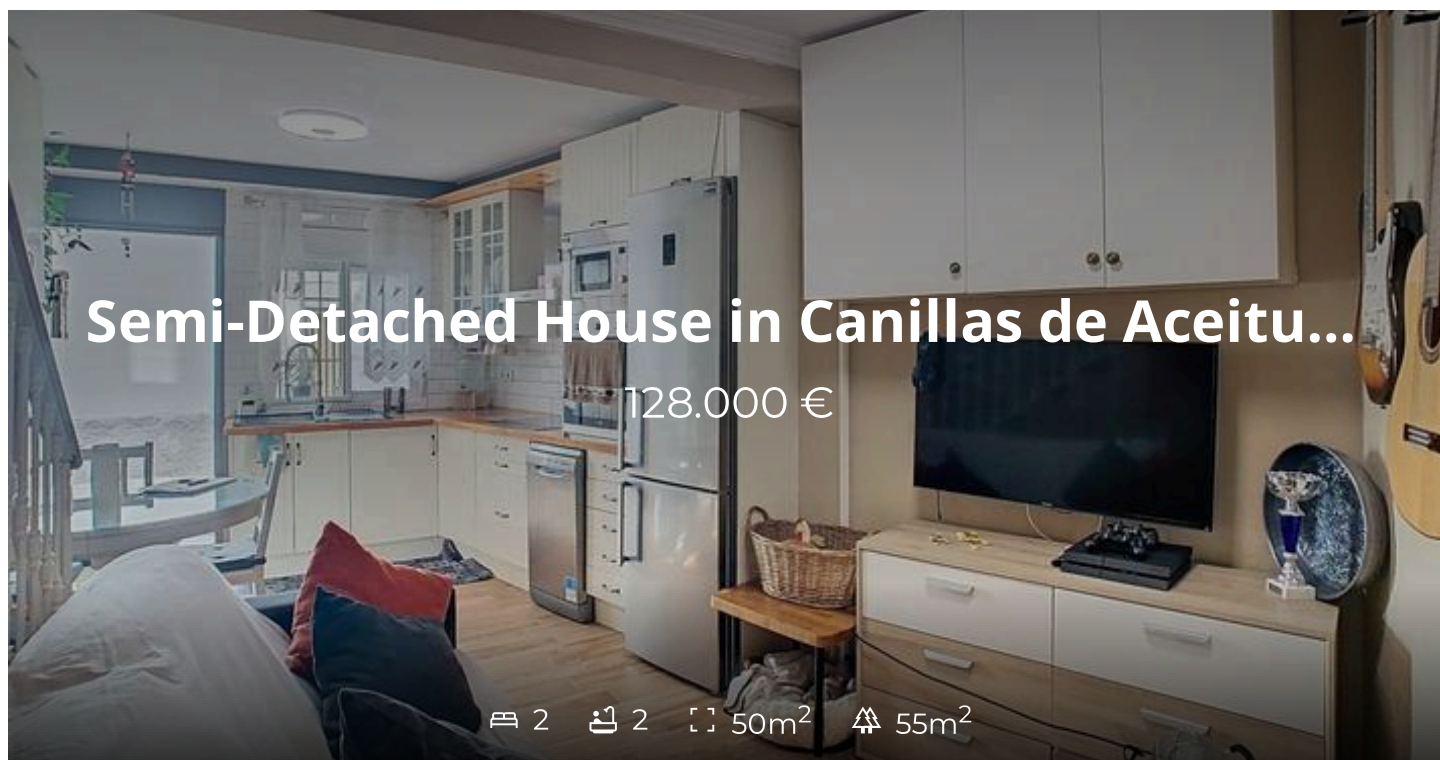 Semi-Detached House in Canillas de Aceitu...
128.000 €
2 2 50m² 55m²